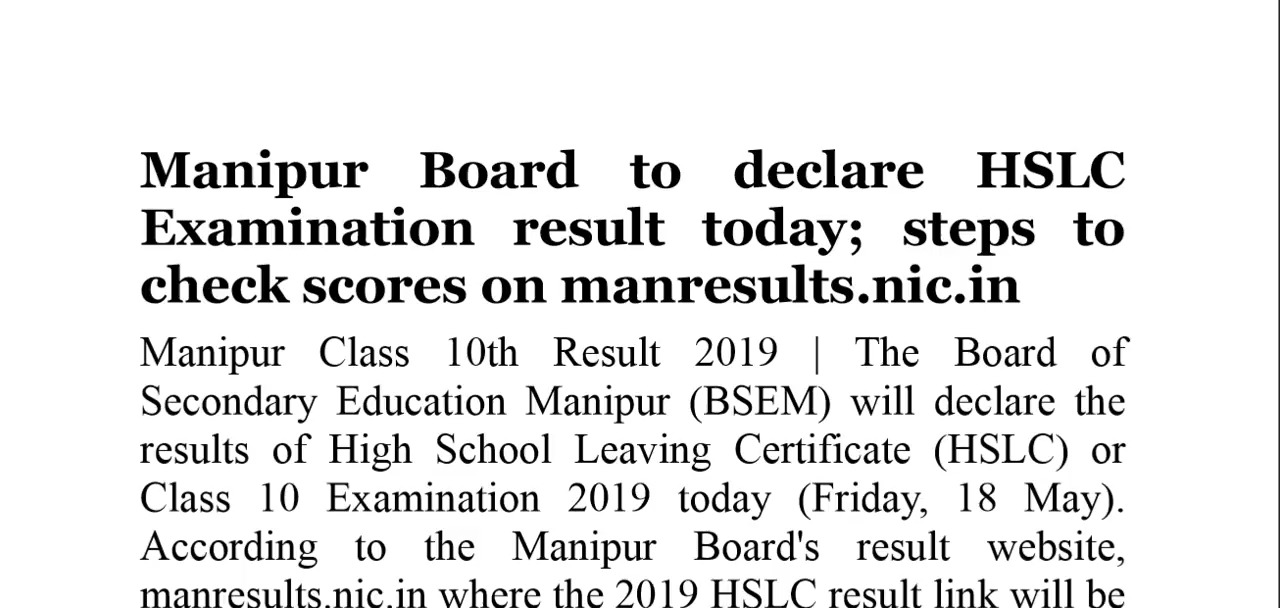 Manipur Board to declare HSLC
Examination result today; steps to
check scores on manresults.nic.in
Manipur Class 10th Result 2019 | The Board of
Secondary Education Manipur (BSEM) will declare the
results of High School Leaving Certificate (HSLC) or
Class 10 Examination 2019 today (Friday, 18 May).
According to the Manipur Board's result website,
manresults.nic.in where the 2019 HSLC result link will be